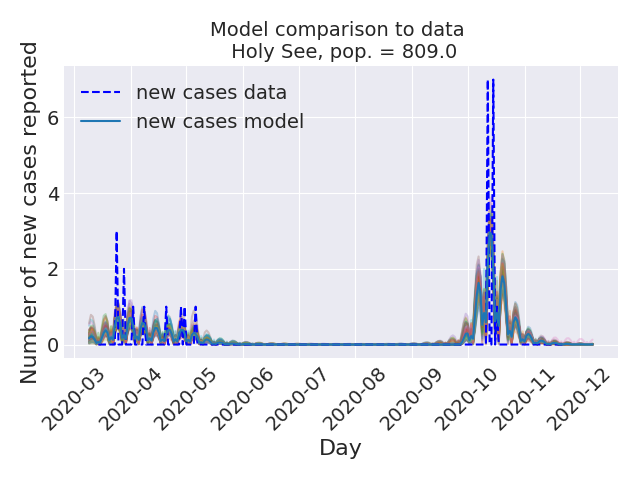 Model comparison to data
Holy See, pop. = 809.0
Number of new cases reported
6
4
2
0
new cases data
new cases model
2020-03
2020-04
2020-05
2020-06
2020-07
2020-08
2020-09
2020-10
2020-11
2020-12
Day